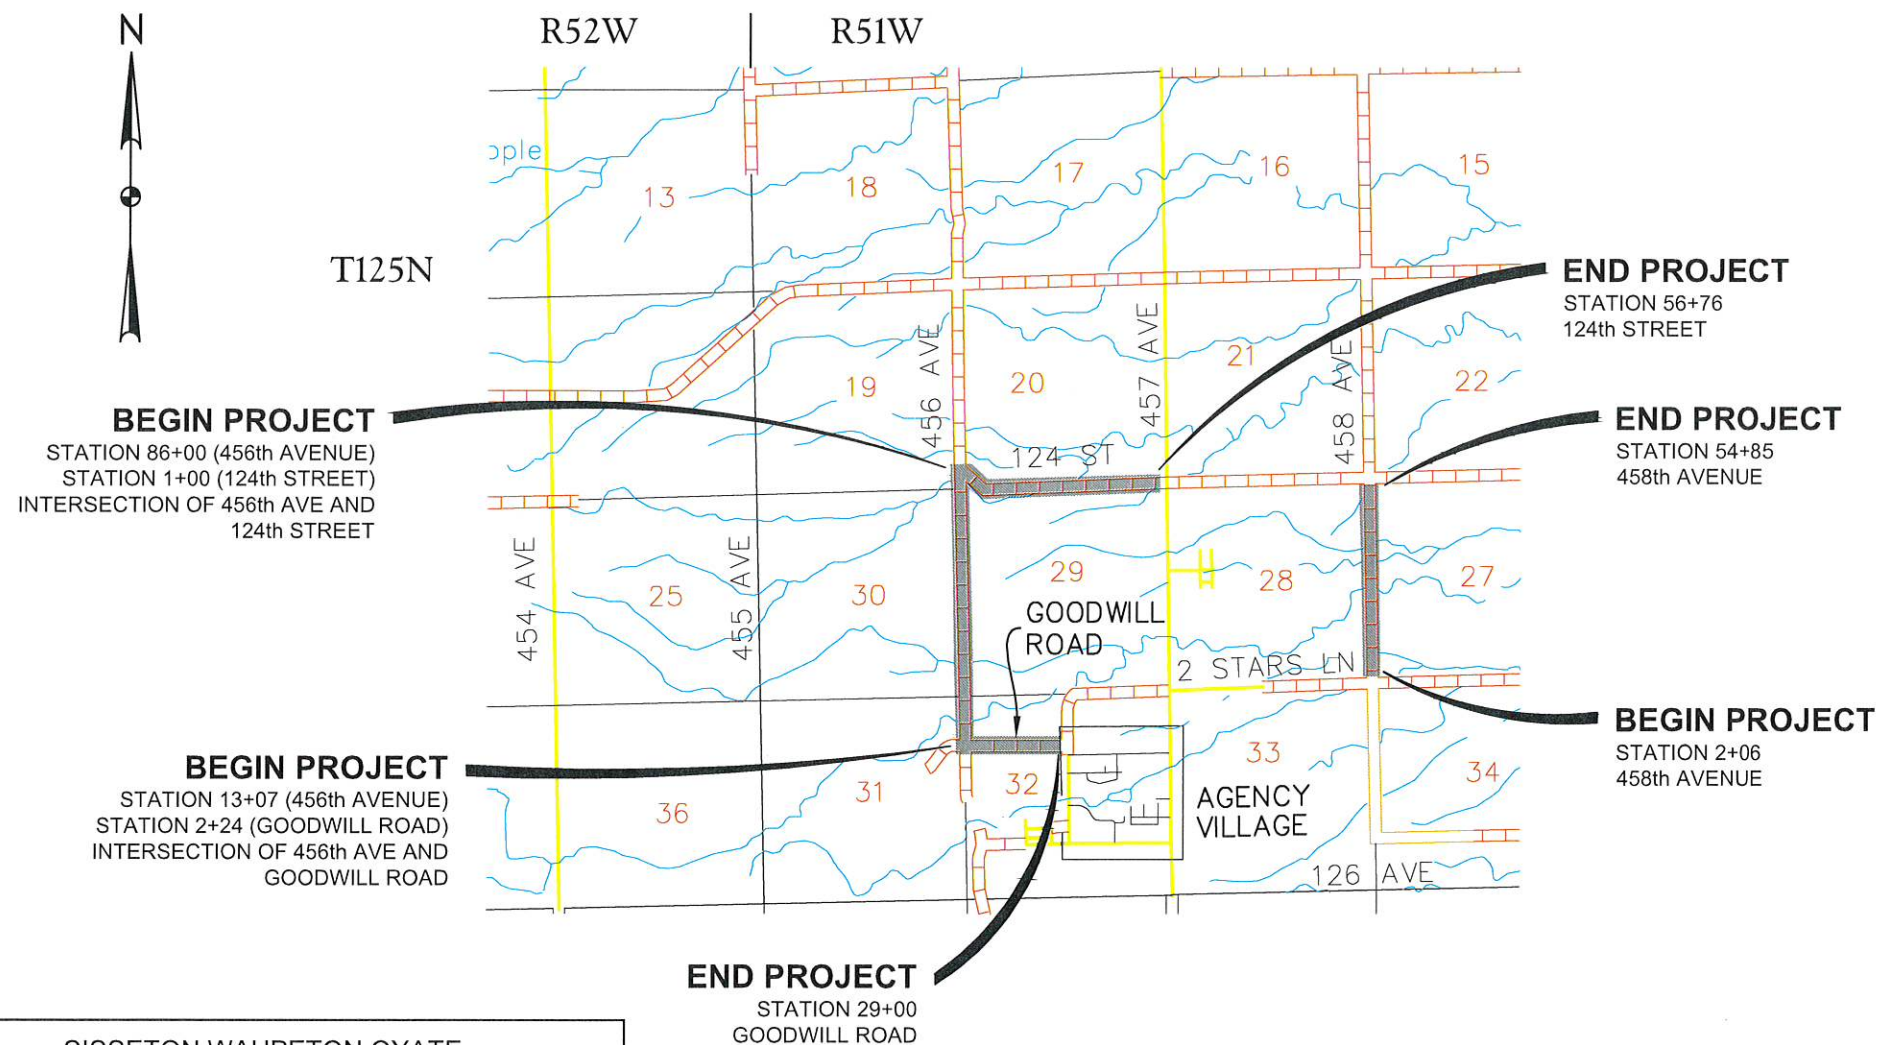 N
R52W
R51W
T125N
13
18
17
16
15
END PROJECT
STATION 56+76
124th STREET
19
20
21
22
456 AVE
457 AVE
458 AVE
BEGIN PROJECT
STATION 86+00 (456th AVENUE)
STATION 1+00 (124th STREET)
INTERSECTION OF 456th AVE AND
124th STREET
END PROJECT
STATION 54+85
458th AVENUE
124 ST
454 AVE
455 AVE
25
30
29
28
27
GOODWILL
ROAD
2 STARS LN
BEGIN PROJECT
STATION 2+06
458th AVENUE
BEGIN PROJECT
STATION 13+07 (456th AVENUE)
STATION 2+24 (GOODWILL ROAD)
INTERSECTION OF 456th AVE AND
GOODWILL ROAD
36
31
32
33
34
AGENCY
VILLAGE
126 AVE
END PROJECT
STATION 29+00
GOODWILL ROAD